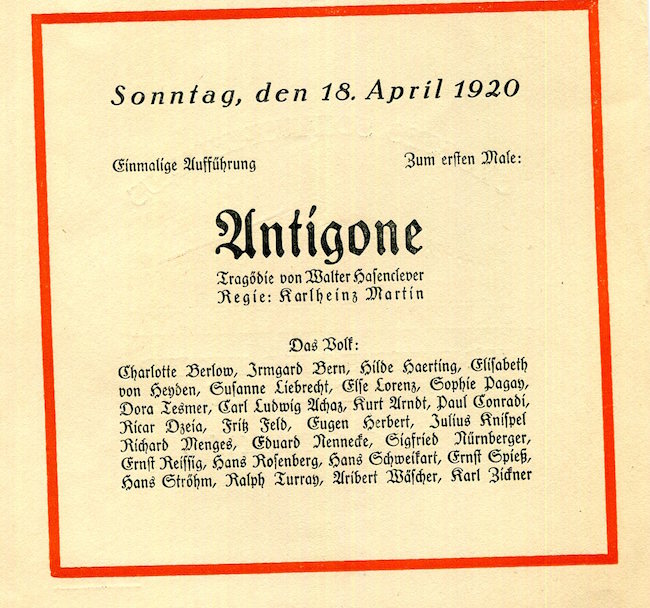 Sonntag, den 18. April 1920
Einmalige Aufführung Zum ersten Male:
Antigone
Tragödie von Walter Hasenclever
Regie: Karlheinz Martin
Das Volk:
Charlotte Berlow, Irmgard Bern, Hilde Haerting, Elisabeth
von Heyden, Susanne Liebrecht, Else Lorenz, Sophie Pagay,
Dora Tesmer, Carl Ludwig Achaz, Kurt Arndt, Paul Conradi,
Ricar Dzeia, Fritz Feld, Eugen Herbert, Julius Knispel
Richard Menges, Eduard Nennecke, Sigfried Nürnberger,
Ernst Reissig, Hans Rosenberg, Hans Schweikart, Ernst Spieß,
Hans Ströhm, Ralph Turray, Aribert Wäscher, Karl Zickner